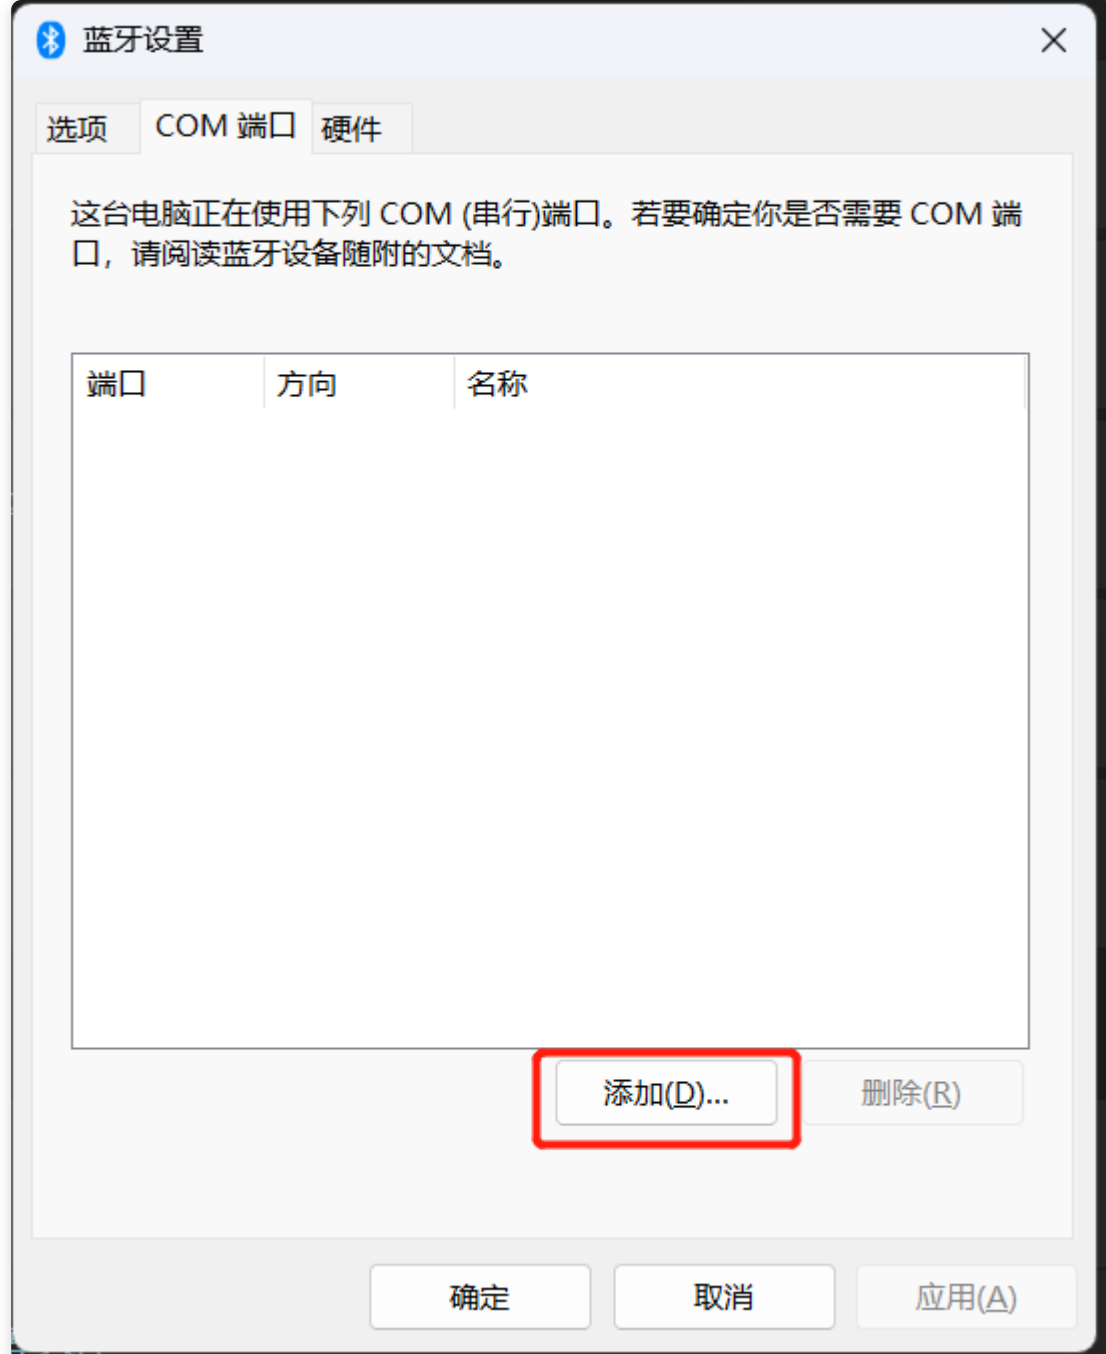 蓝牙设置
选项 COM 端口 硬件
这台电脑正在使用下列 COM (串行)端口。若要确定你是否需要 COM 端
口，请阅读蓝牙设备随附的文档。
端口 方向 名称
添加(D)... 删除(R)
确定 取消 应用(A)